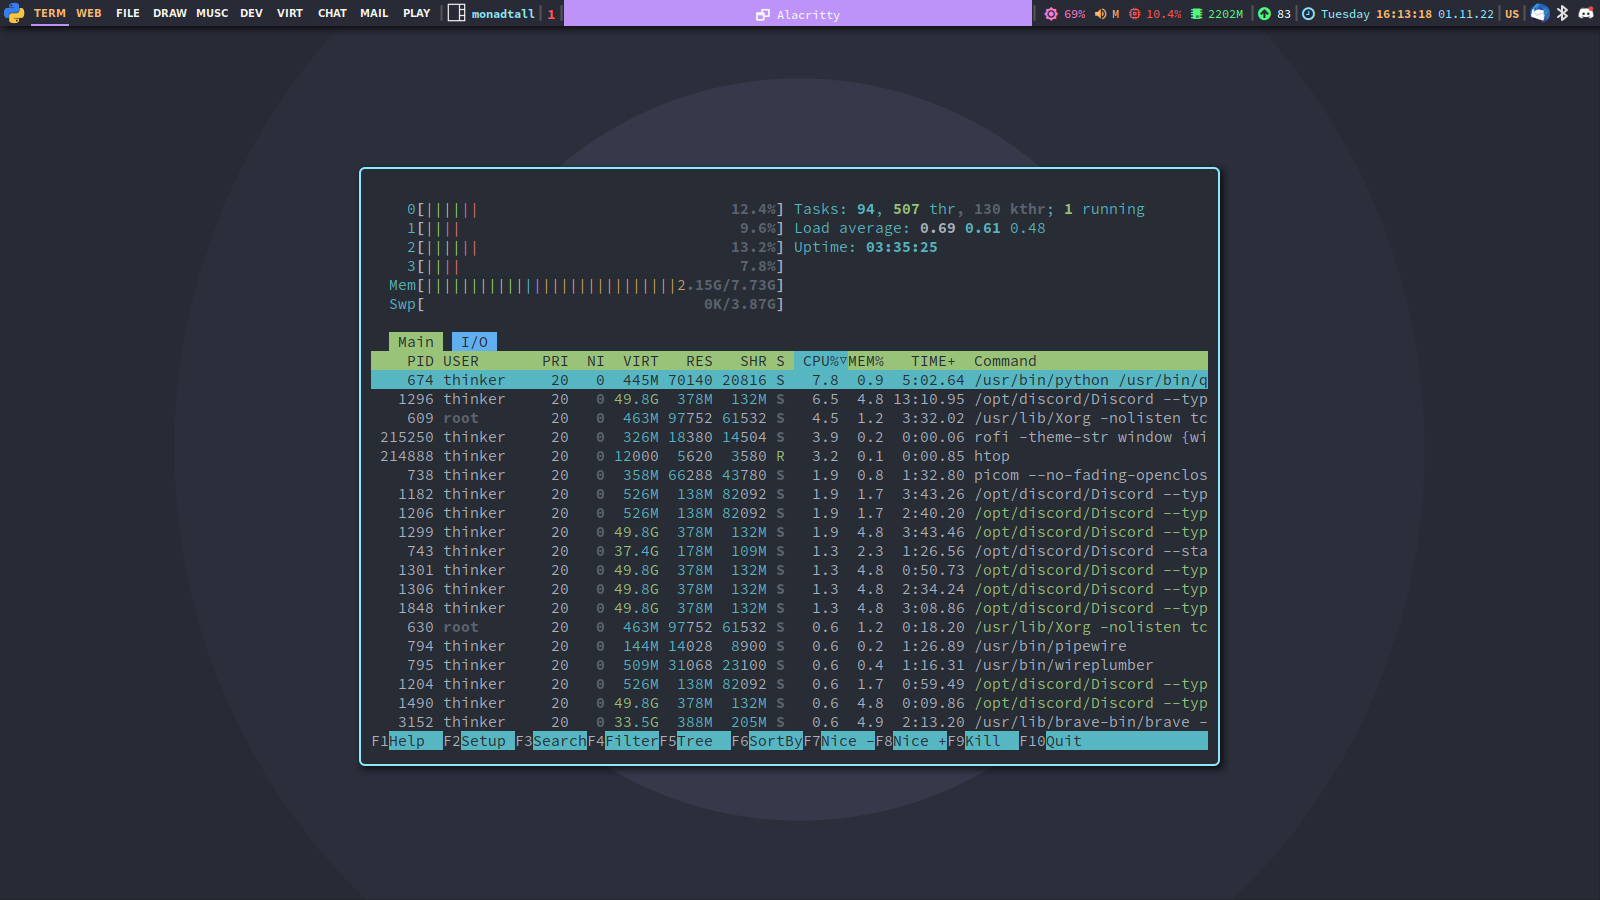 TERM WEB FILE DRAW MUSC DEV VIRT CHAT MAIL PLAY monadtall 1 Alacritty 69% M 10.4% 2202M 83 Tuesday 16:13:18 01.11.22 US
0[||||||12.4%] Tasks: 94, 507 thr, 130 kthr; 1 running
1[||||9.6%] Load average: 0.69 0.61 0.48
2[||||||13.2%] Uptime: 03:35:25
3[||||7.8%]
Mem[||||||||||||||||||||||||||||2.15G/7.73G]
Swp[0K/3.87G]
Main I/O
PID USER PRI NI VIRT RES SHR S CPU%▽MEM% TIME+ Command
674 thinker 20 0 445M 70140 20816 S 7.8 0.9 5:02.64 /usr/bin/python /usr/bin/q
1296 thinker 20 0 49.8G 378M 132M S 6.5 4.8 13:10.95 /opt/discord/Discord --typ
609 root 20 0 463M 97752 61532 S 4.5 1.2 3:32.02 /usr/lib/Xorg -nolisten tc
215250 thinker 20 0 326M 18380 14504 S 3.9 0.2 0:00.06 rofi -theme-str window {wi
214888 thinker 20 0 12000 5620 3580 R 3.2 0.1 0:00.85 htop
738 thinker 20 0 358M 66288 43780 S 1.9 0.8 1:32.80 picom --no-fading-openclos
1182 thinker 20 0 526M 138M 82092 S 1.9 1.7 3:43.26 /opt/discord/Discord --typ
1206 thinker 20 0 526M 138M 82092 S 1.9 1.7 2:40.20 /opt/discord/Discord --typ
1299 thinker 20 0 49.8G 378M 132M S 1.9 4.8 3:43.46 /opt/discord/Discord --typ
743 thinker 20 0 37.4G 178M 109M S 1.3 2.3 1:26.56 /opt/discord/Discord --sta
1301 thinker 20 0 49.8G 378M 132M S 1.3 4.8 0:50.73 /opt/discord/Discord --typ
1306 thinker 20 0 49.8G 378M 132M S 1.3 4.8 2:34.24 /opt/discord/Discord --typ
1848 thinker 20 0 49.8G 378M 132M S 1.3 4.8 3:08.86 /opt/discord/Discord --typ
630 root 20 0 463M 97752 61532 S 0.6 1.2 0:18.20 /usr/lib/Xorg -nolisten tc
794 thinker 20 0 144M 14028 8900 S 0.6 0.2 1:26.89 /usr/bin/pipewire
795 thinker 20 0 509M 31068 23100 S 0.6 0.4 1:16.31 /usr/bin/wireplumber
1204 thinker 20 0 526M 138M 82092 S 0.6 1.7 0:59.49 /opt/discord/Discord --typ
1490 thinker 20 0 49.8G 378M 132M S 0.6 4.8 0:09.86 /opt/discord/Discord --typ
3152 thinker 20 0 33.5G 388M 205M S 0.6 4.9 2:13.20 /usr/lib/brave-bin/brave -
F1Help F2Setup F3SearchF4FilterF5Tree F6SortByF7Nice -F8Nice +F9Kill F10Quit